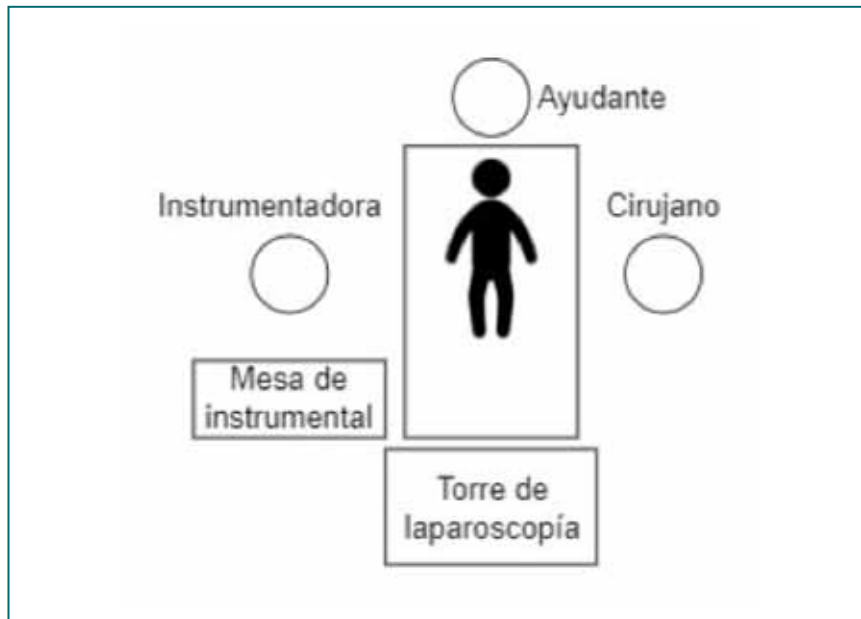 Ayudante
Instrumentadora
Cirujano
Mesa de
instrumental
Torre de
laparoscopía